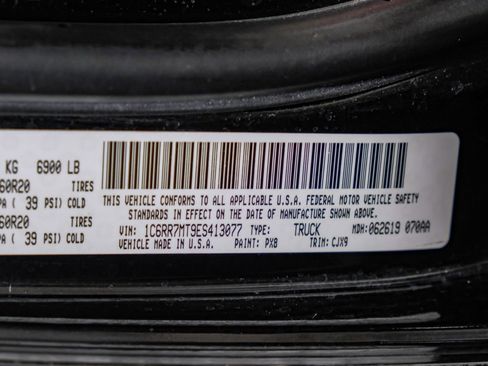 KG 6900 LB
60R20 TIRES
PA ( 39 PSI) COLD
60R20 TIRES
PA ( 39 PSI) COLD
THIS VEHICLE CONFORMS TO ALL APPLICABLE U.S.A. FEDERAL MOTOR VEHICLE SAFETY
STANDARDS IN EFFECT ON THE DATE OF MANUFACTURE SHOWN ABOVE.
VIN: 1C6RR7MT9ES413077 TYPE: TRUCK MDH: 062619 070AA
VEHICLE MADE IN U.S.A. PAINT: PX8 TRIM: CJX9